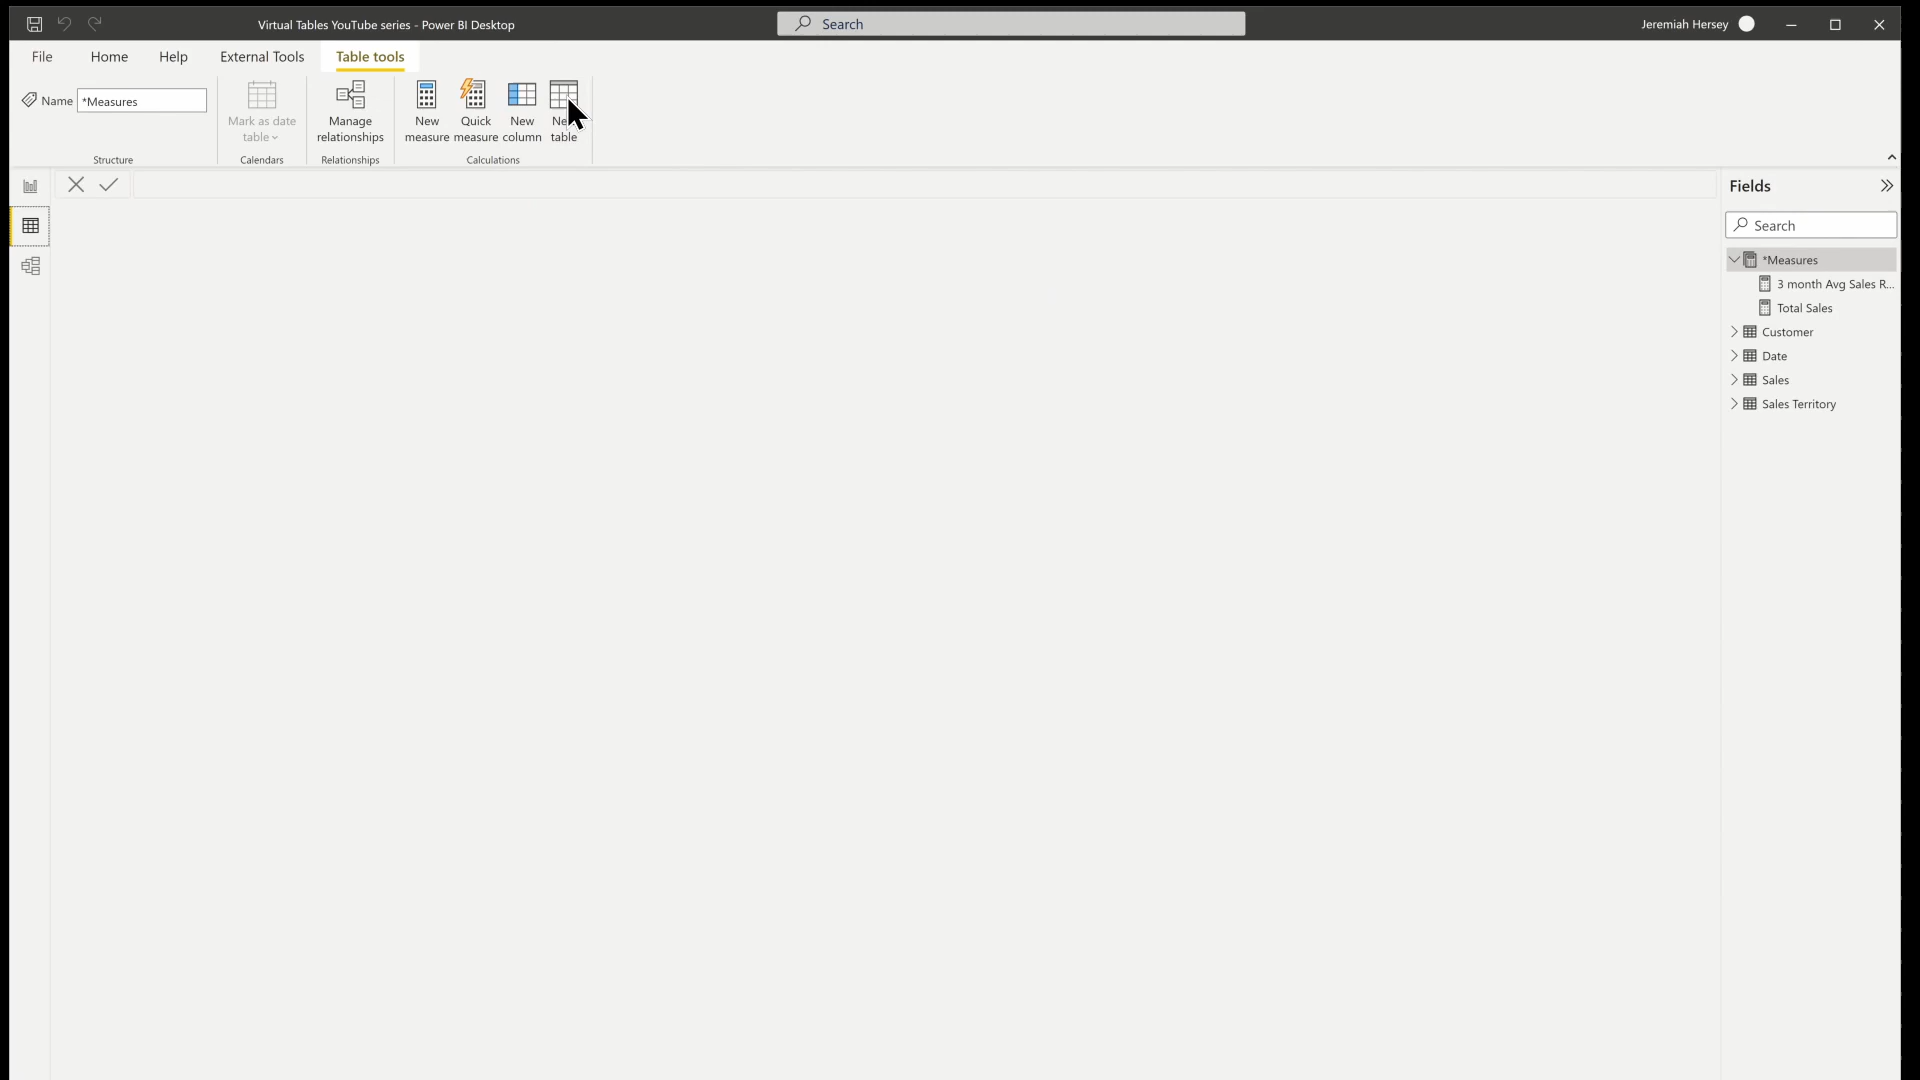 Virtual Tables YouTube series - Power BI Desktop
Search
Jeremiah Hersey
File
Home
Help
External Tools
Table tools
Name
*Measures
Structure
Mark as date
table
Calendars
Manage
relationships
Relationships
New
measure
Quick
measure
New
column
table
Calculations
Fields
Search
*Measures
3 month Avg Sales R...
Total Sales
Customer
Date
Sales
Sales Territory